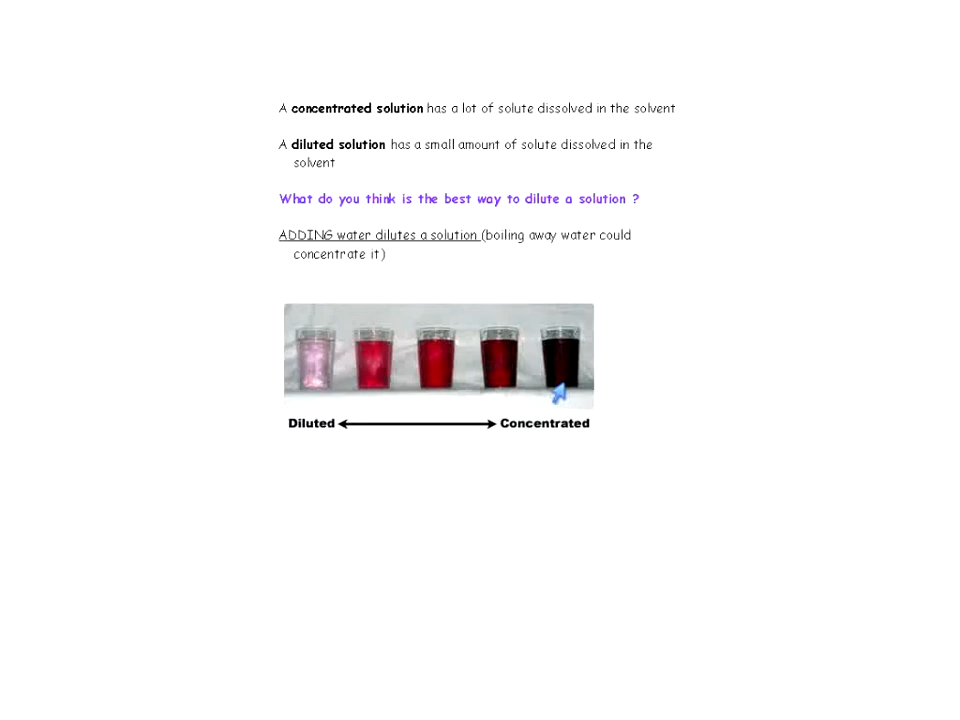 A concentrated solution has a lot of solute dissolved in the solvent
A diluted solution has a small amount of solute dissolved in the
solvent
What do you think is the best way to dilute a solution ?
ADDING water dilutes a solution (boiling away water could
concentrate it)
Diluted Concentrated